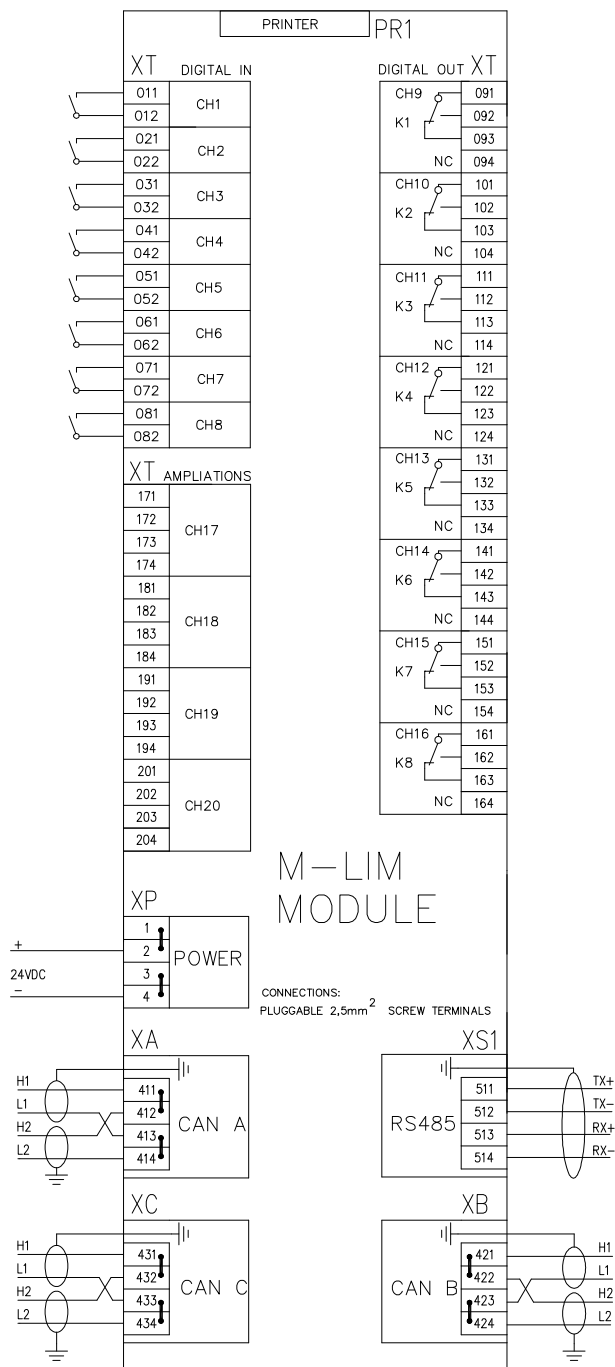 PRINTER PR1
XT DIGITAL IN
011
CH1
012
021
CH2
022
031
CH3
032
041
CH4
042
051
CH5
052
061
CH6
062
071
CH7
072
081
CH8
082
XT AMPLIATIONS
171
172
CH17
173
174
181
182
CH18
183
184
191
192
CH19
193
194
201
202
CH20
203
204
DIGITAL OUT XT
CH9 091
K1 092
093
NC 094
CH10 101
K2 102
103
NC 104
CH11 111
K3 112
113
NC 114
CH12 121
K4 122
123
NC 124
CH13 131
K5 132
133
NC 134
CH14 141
K6 142
143
NC 144
CH15 151
K7 152
153
NC 154
CH16 161
K8 162
163
NC 164
M-LIM
MODULE
XP
1
+ 2
POWER
24VDC 3
- 4
CONNECTIONS:
PLUGGABLE 2,5mm² SCREW TERMINALS
XA
H1 411
L1 412
CAN A
H2 413
L2 414
XS1
511 TX+
512 TX-
RS485
513 RX+
514 RX-
XC
H1 431
L1 432
CAN C
H2 433
L2 434
XB
421 H1
422 L1
CAN B
423 H2
424 L2